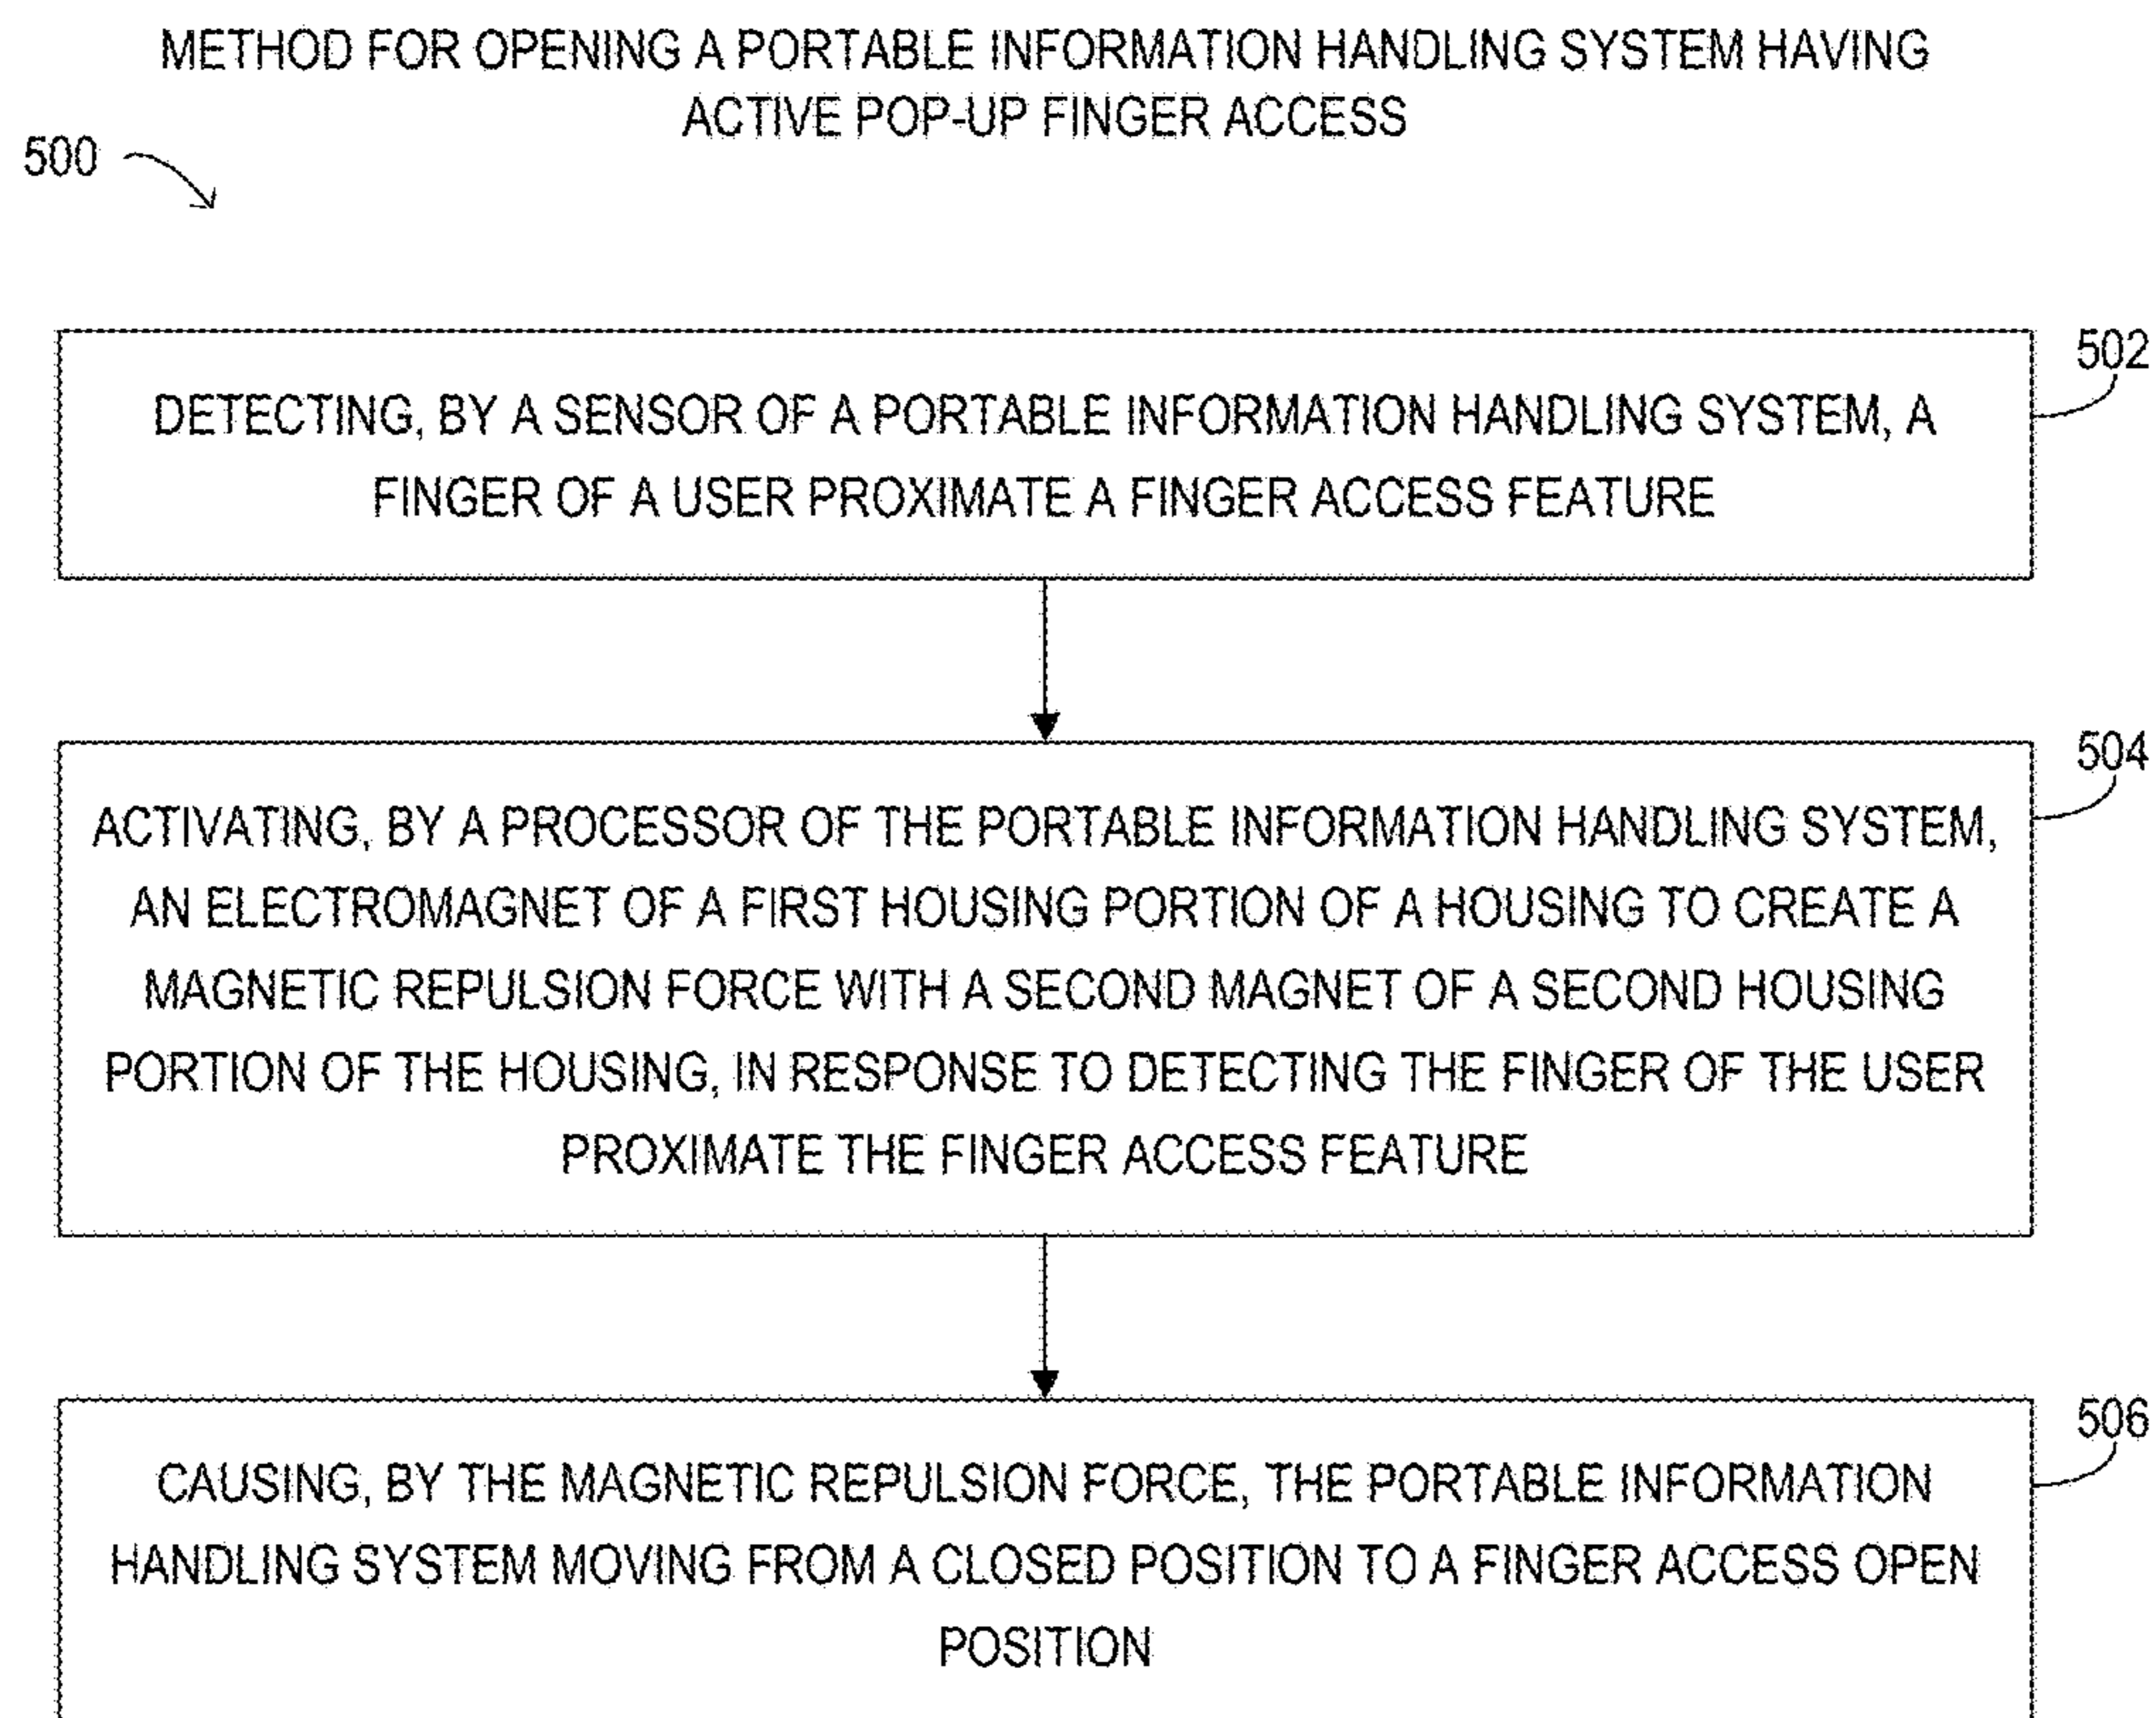 METHOD FOR OPENING A PORTABLE INFORMATION HANDLING SYSTEM HAVING
ACTIVE POP-UP FINGER ACCESS
500
502
DETECTING, BY A SENSOR OF A PORTABLE INFORMATION HANDLING SYSTEM, A
FINGER OF A USER PROXIMATE A FINGER ACCESS FEATURE
504
ACTIVATING, BY A PROCESSOR OF THE PORTABLE INFORMATION HANDLING SYSTEM,
AN ELECTROMAGNET OF A FIRST HOUSING PORTION OF A HOUSING TO CREATE A
MAGNETIC REPULSION FORCE WITH A SECOND MAGNET OF A SECOND HOUSING
PORTION OF THE HOUSING, IN RESPONSE TO DETECTING THE FINGER OF THE USER
PROXIMATE THE FINGER ACCESS FEATURE
506
CAUSING, BY THE MAGNETIC REPULSION FORCE, THE PORTABLE INFORMATION
HANDLING SYSTEM MOVING FROM A CLOSED POSITION TO A FINGER ACCESS OPEN
POSITION